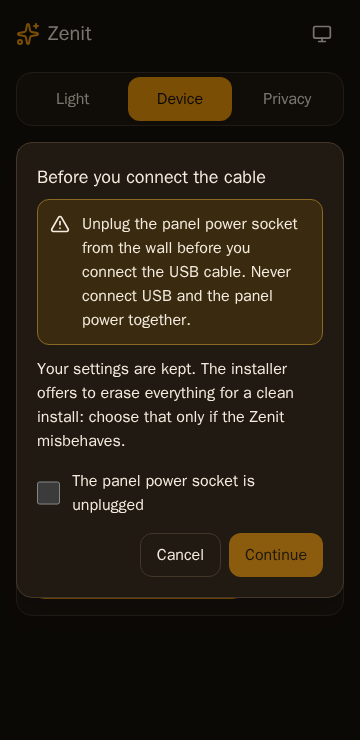 Zenit
Light
Device
Privacy
Before you connect the cable
Unplug the panel power socket
from the wall before you
connect the USB cable. Never
connect USB and the panel
power together.
Your settings are kept. The installer
offers to erase everything for a clean
install: choose that only if the Zenit
misbehaves.
The panel power socket is
unplugged
Cancel
Continue